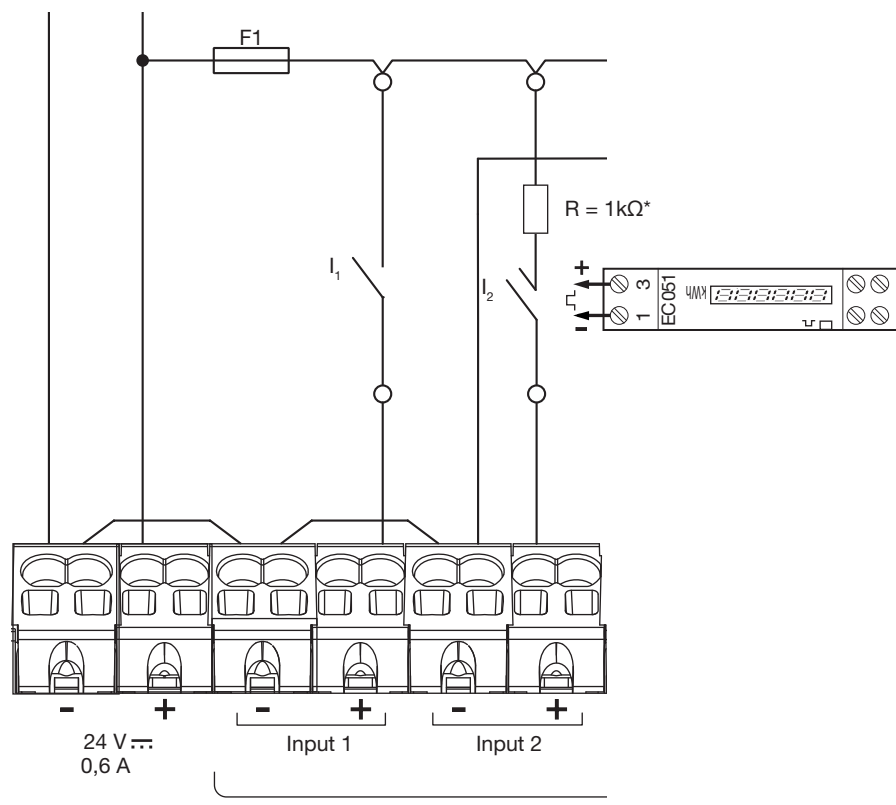 F1
R = 1kΩ*
I1
I2
+
-
3
1
EC051
kWh
- + - + - +
24 V
0,6 A
Input 1
Input 2